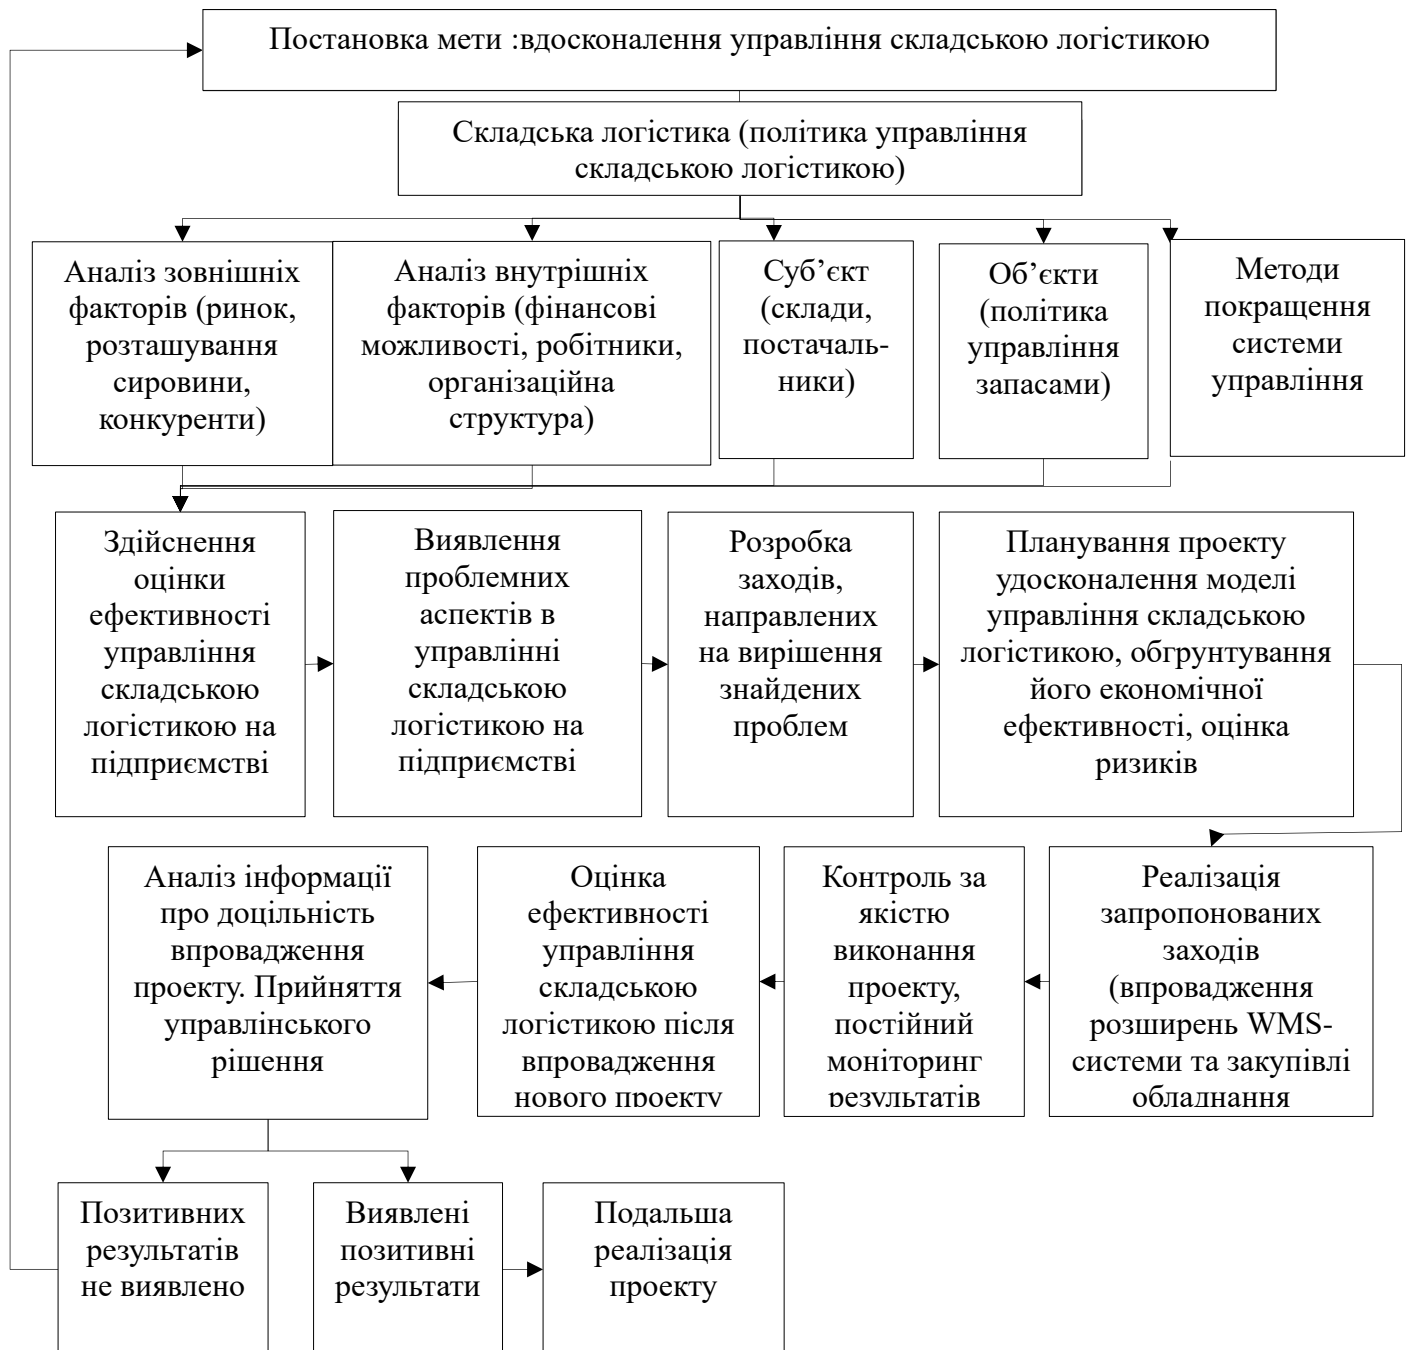 Постановка мети :вдосконалення управління складською логістикою
Складська логістика (політика управління
складською логістикою)
Аналіз зовнішніх
факторів (ринок,
розташування
сировини,
конкуренти)
Аналіз внутрішніх
факторів (фінансові
можливості, робітники,
організаційна
структура)
Суб’єкт
(склади,
постачаль-
ники)
Об’єкти
(політика
управління
запасами)
Методи
покращення
системи
управління
Здійснення
оцінки
ефективності
управління
складською
логістикою на
підприємстві
Виявлення
проблемних
аспектів в
управлінні
складською
логістикою на
підприємстві
Розробка
заходів,
направлених
на вирішення
знайдених
проблем
Планування проекту
удосконалення моделі
управління складською
логістикою, обгрунтування
його економічної
ефективності, оцінка
ризиків
Аналіз інформації
про доцільність
впровадження
проекту. Прийняття
управлінського
рішення
Оцінка
ефективності
управління
складською
логістикою після
впровадження
нового проекту
Контроль за
якістю
виконання
проекту,
постійний
моніторинг
результатів
Реалізація
запропонованих
заходів
(впровадження
розширень WMS-
системи та закупівлі
обладнання
Позитивних
результатів
не виявлено
Виявлені
позитивні
результати
Подальша
реалізація
проекту